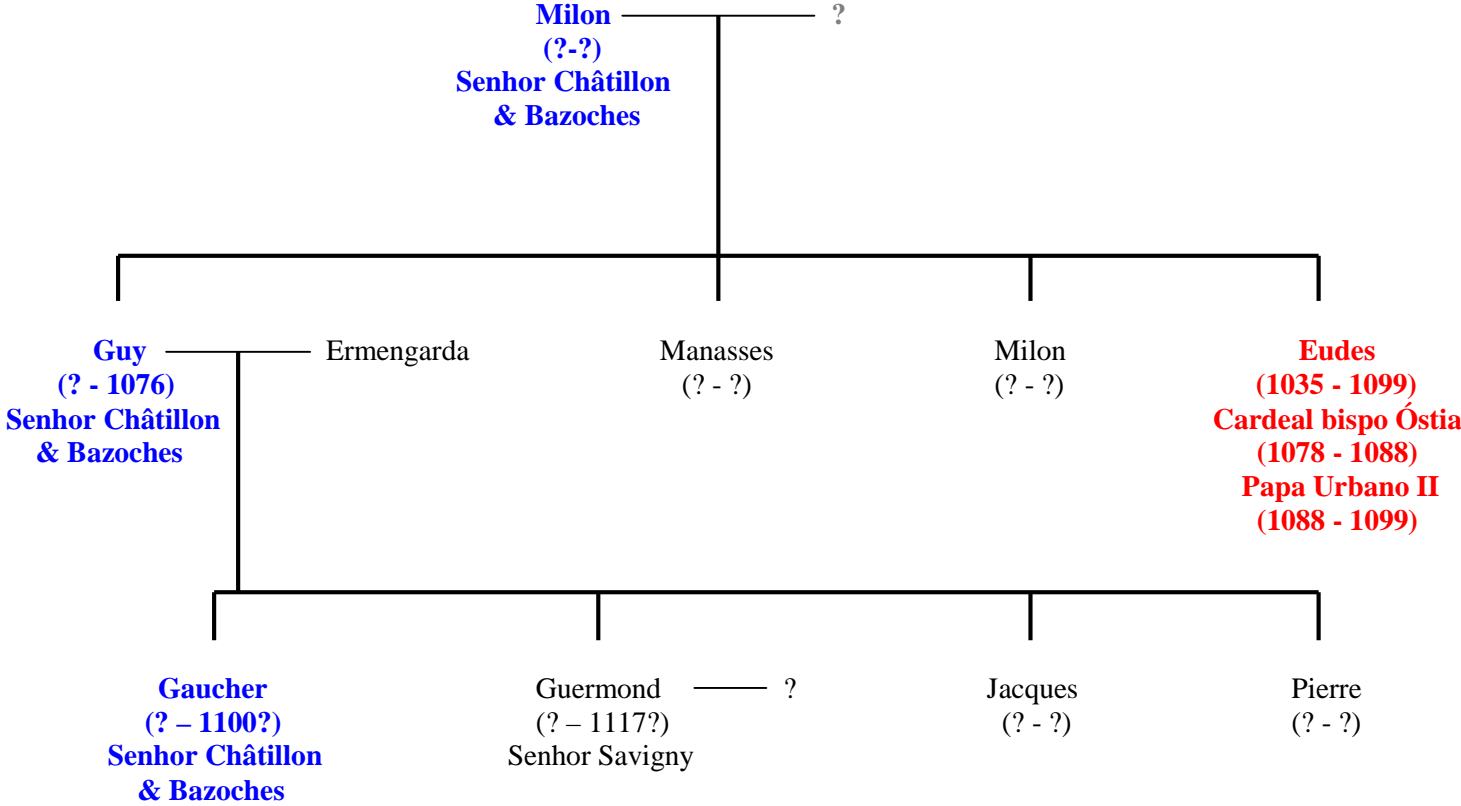 Milon
?
(?-?)
Senhor Châtillon
& Bazoches
Guy
(? - 1076)
Senhor Châtillon
& Bazoches
Ermengarda
Manasses
(? - ?)
Milon
(? - ?)
Eudes
(1035 - 1099)
Cardeal bispo Óstia
(1078 - 1088)
Papa Urbano II
(1088 - 1099)
Gaucher
(? – 1100?)
Senhor Châtillon
& Bazoches
Guermond
?
(? – 1117?)
Senhor Savigny
Jacques
(? - ?)
Pierre
(? - ?)